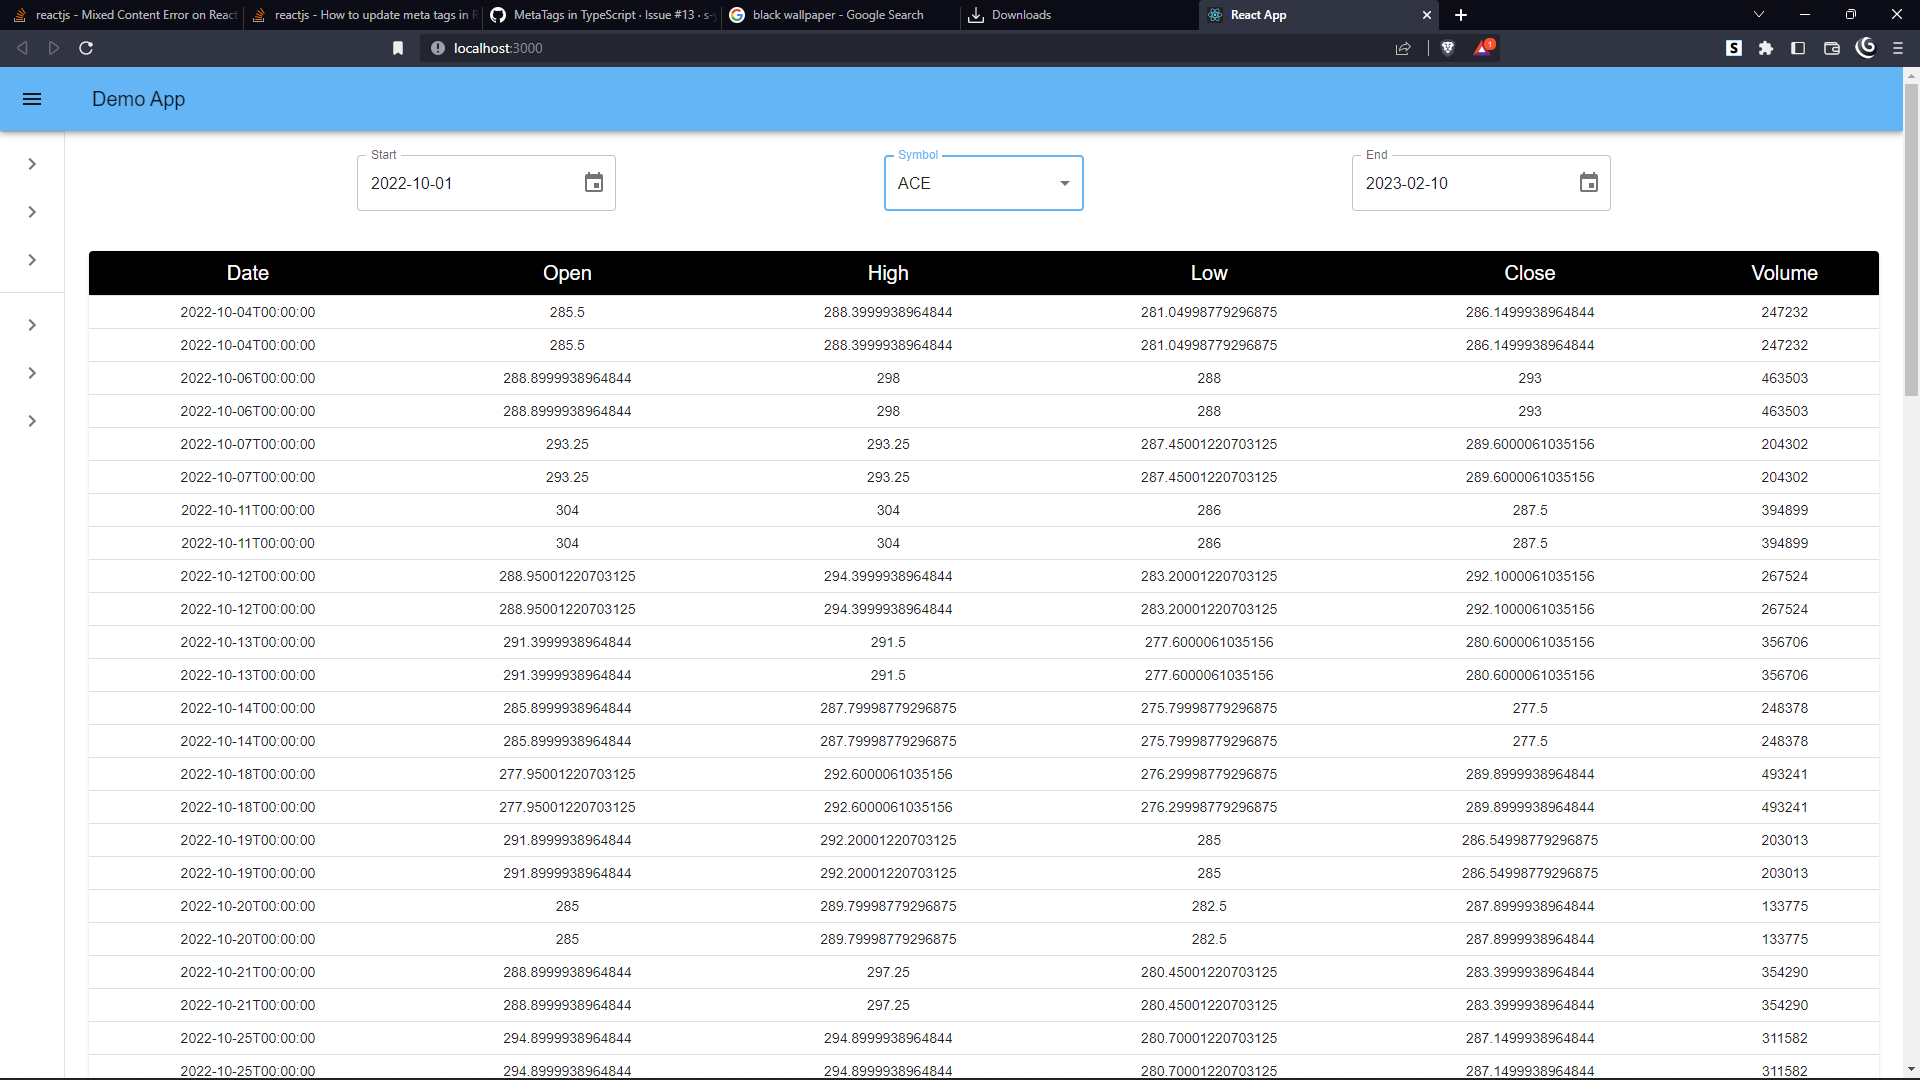 reactjs - Mixed Content Error on React
reactjs - How to update meta tags in R
MetaTags in TypeScript · Issue #13 · s-y
black wallpaper - Google Search
Downloads
React App
localhost:3000
1
S
Demo App
Start
2022-10-01
Symbol
ACE
End
2023-02-10
Date Open High Low Close Volume
2022-10-04T00:00:00 285.5 288.3999938964844 281.04998779296875 286.1499938964844 247232
2022-10-04T00:00:00 285.5 288.3999938964844 281.04998779296875 286.1499938964844 247232
2022-10-06T00:00:00 288.8999938964844 298 288 293 463503
2022-10-06T00:00:00 288.8999938964844 298 288 293 463503
2022-10-07T00:00:00 293.25 293.25 287.45001220703125 289.6000061035156 204302
2022-10-07T00:00:00 293.25 293.25 287.45001220703125 289.6000061035156 204302
2022-10-11T00:00:00 304 304 286 287.5 394899
2022-10-11T00:00:00 304 304 286 287.5 394899
2022-10-12T00:00:00 288.95001220703125 294.3999938964844 283.20001220703125 292.1000061035156 267524
2022-10-12T00:00:00 288.95001220703125 294.3999938964844 283.20001220703125 292.1000061035156 267524
2022-10-13T00:00:00 291.3999938964844 291.5 277.6000061035156 280.6000061035156 356706
2022-10-13T00:00:00 291.3999938964844 291.5 277.6000061035156 280.6000061035156 356706
2022-10-14T00:00:00 285.8999938964844 287.79998779296875 275.79998779296875 277.5 248378
2022-10-14T00:00:00 285.8999938964844 287.79998779296875 275.79998779296875 277.5 248378
2022-10-18T00:00:00 277.95001220703125 292.6000061035156 276.29998779296875 289.8999938964844 493241
2022-10-18T00:00:00 277.95001220703125 292.6000061035156 276.29998779296875 289.8999938964844 493241
2022-10-19T00:00:00 291.8999938964844 292.20001220703125 285 286.54998779296875 203013
2022-10-19T00:00:00 291.8999938964844 292.20001220703125 285 286.54998779296875 203013
2022-10-20T00:00:00 285 289.79998779296875 282.5 287.8999938964844 133775
2022-10-20T00:00:00 285 289.79998779296875 282.5 287.8999938964844 133775
2022-10-21T00:00:00 288.8999938964844 297.25 280.45001220703125 283.3999938964844 354290
2022-10-21T00:00:00 288.8999938964844 297.25 280.45001220703125 283.3999938964844 354290
2022-10-25T00:00:00 294.8999938964844 294.8999938964844 280.70001220703125 287.1499938964844 311582
2022-10-25T00:00:00 294.8999938964844 294.8999938964844 280.70001220703125 287.1499938964844 311582